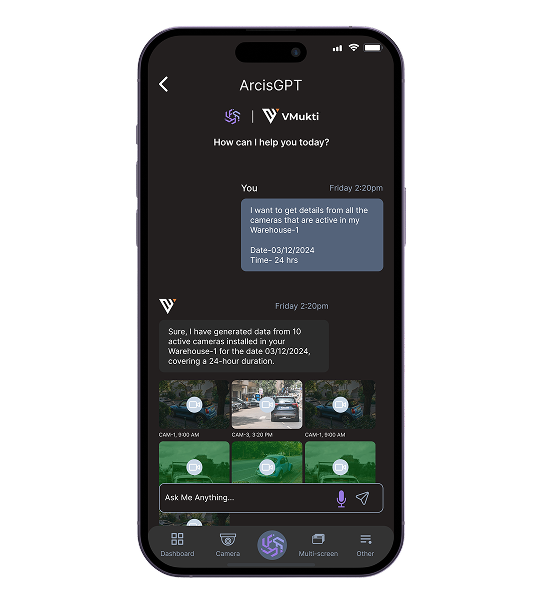 ArcisGPT
VMukti
How can I help you today?
You
Friday 2:20pm
I want to get details from all the
cameras that are active in my
Warehouse-1
Date-03/12/2024
Time- 24 hrs
Friday 2:20pm
Sure, I have generated data from 10
active cameras installed in your
Warehouse-1 for the date 03/12/2024,
covering a 24-hour duration.
CAM-1, 9:00 AM
CAM-3, 3:20 PM
CAM-1, 9:00 AM
Ask Me Anything...
Dashboard
Camera
Multi-screen
Other